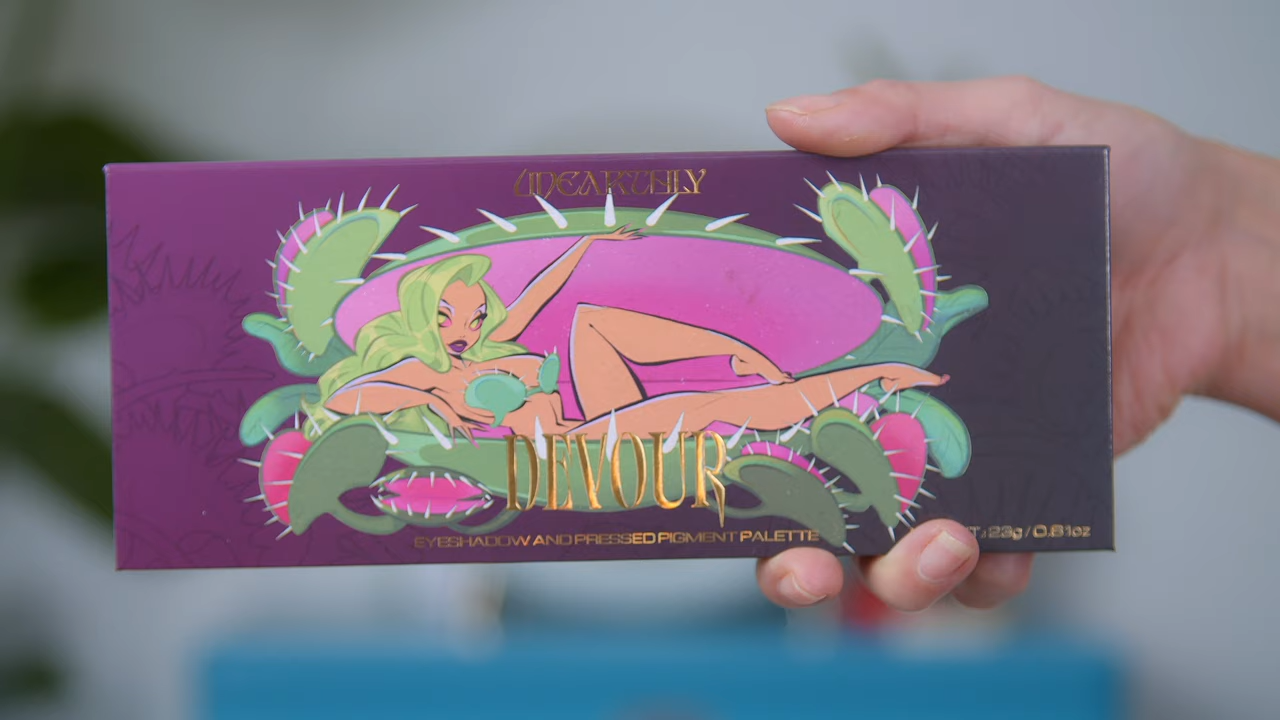 UNEARTHLY
DEVOUR
EYESHADOW AND PRESSED PIGMENT PALETTE
T.: 23g / 0.81oz